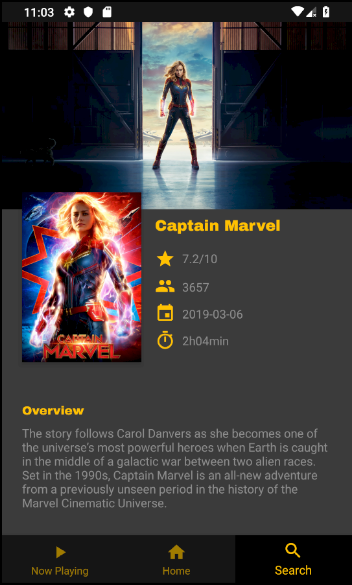 11:03
Captain Marvel
7.2/10
3657
2019-03-06
2h04min
CAPTAIN
MARVEL
Overview
The story follows Carol Danvers as she becomes one of
the universe's most powerful heroes when Earth is caught
in the middle of a galactic war between two alien races.
Set in the 1990s, Captain Marvel is an all-new adventure
from a previously unseen period in the history of the
Marvel Cinematic Universe.
Now Playing
Home
Search